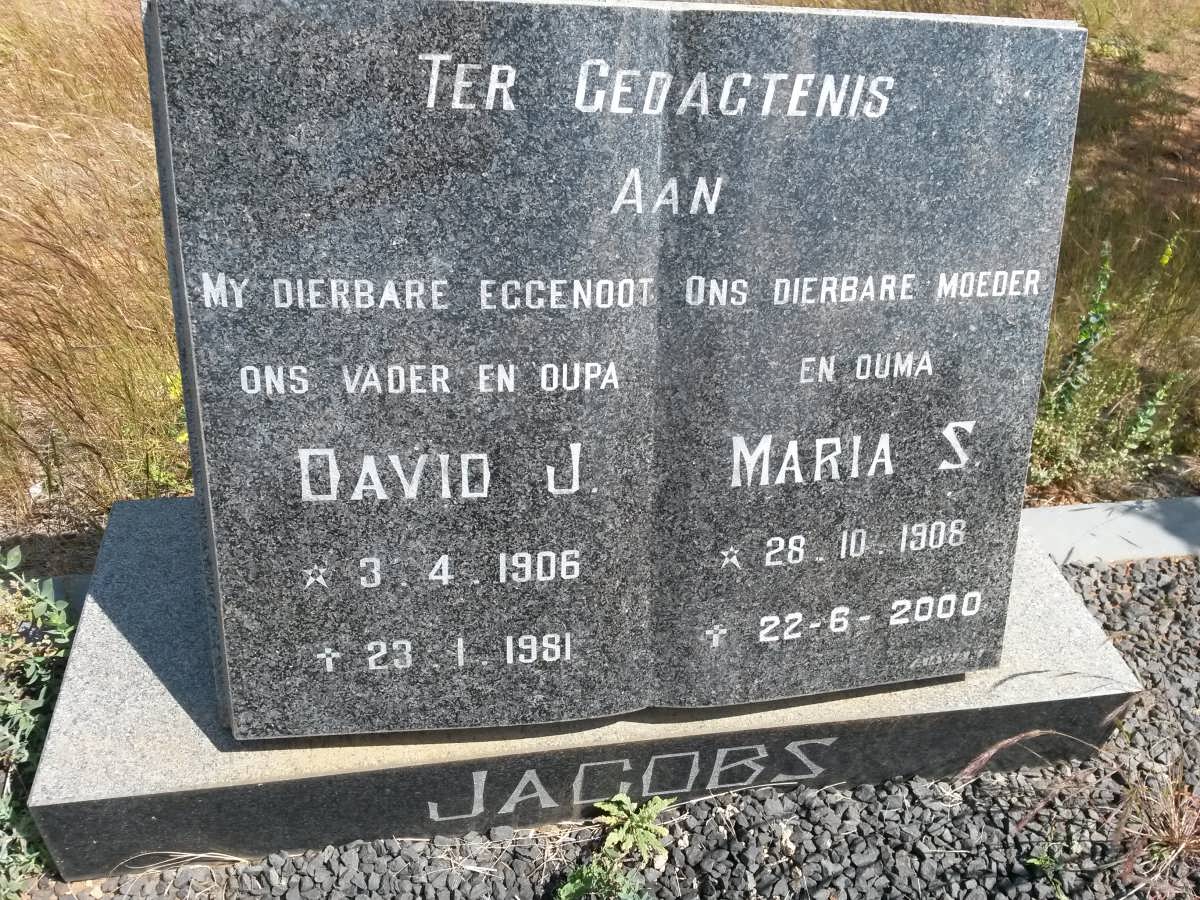 TER GEDACTENIS
AAN
MY DIERBARE EGGENOOT
ONS VADER EN OUPA
DAVID J.
☆ 3.4.1906
✝ 23.1.1981
ONS DIERBARE MOEDER
EN OUMA
MARIA S.
☆ 28.10.1908
✝ 22-6-2000
JACOBS